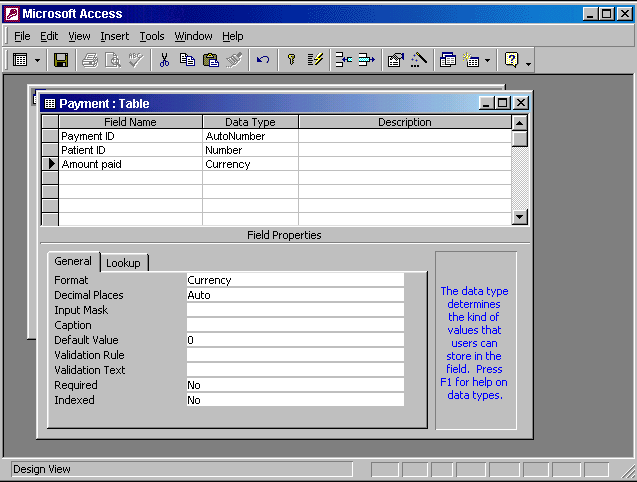 Microsoft Access
File Edit View Insert Tools Window Help
ABC
Payment : Table
Field Name Data Type Description
Payment ID AutoNumber
Patient ID Number
Amount paid Currency
Field Properties
General Lookup
Format Currency
Decimal Places Auto
Input Mask
Caption
Default Value 0
Validation Rule
Validation Text
Required No
Indexed No
The data type
determines
the kind of
values that
users can
store in the
field. Press
F1 for help on
data types.
Design View